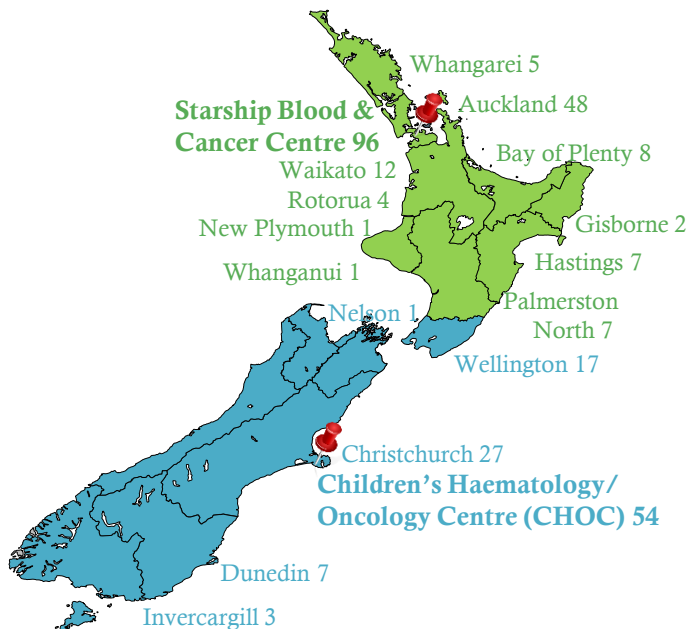 Whangarei 5
Auckland 48
Starship Blood &
Cancer Centre 96
Bay of Plenty 8
Waikato 12
Rotorua 4
New Plymouth 1
Gisborne 2
Whanganui 1
Hastings 7
Palmerston
North 7
Nelson 1
Wellington 17
Christchurch 27
Children’s Haematology/
Oncology Centre (CHOC) 54
Dunedin 7
Invercargill 3